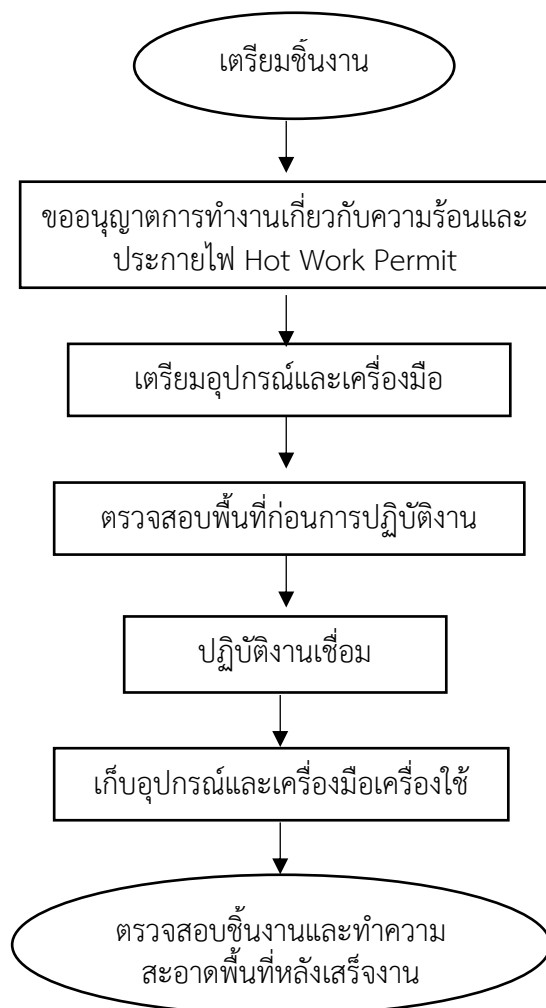 เตรียมชิ้นงาน
ขออนุญาตการทำงานเกี่ยวกับความร้อนและ
ประกายไฟ Hot Work Permit
เตรียมอุปกรณ์และเครื่องมือ
ตรวจสอบพื้นที่ก่อนการปฏิบัติงาน
ปฏิบัติงานเชื่อม
เก็บอุปกรณ์และเครื่องมือเครื่องใช้
ตรวจสอบชิ้นงานและทำความ
สะอาดพื้นที่หลังเสร็จงาน